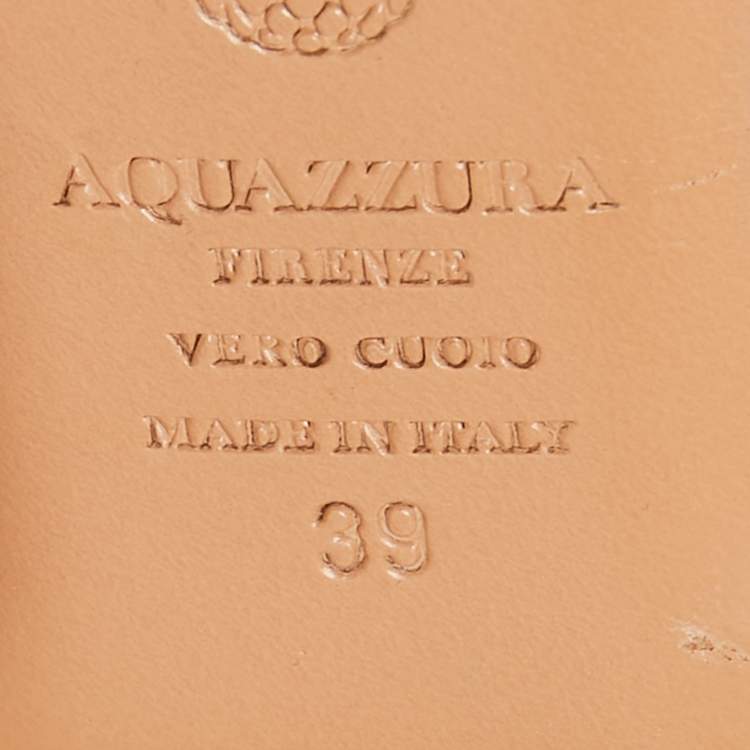 AQUAZZURA
FIRENZE
VERO CUOIO
MADE IN ITALY
39